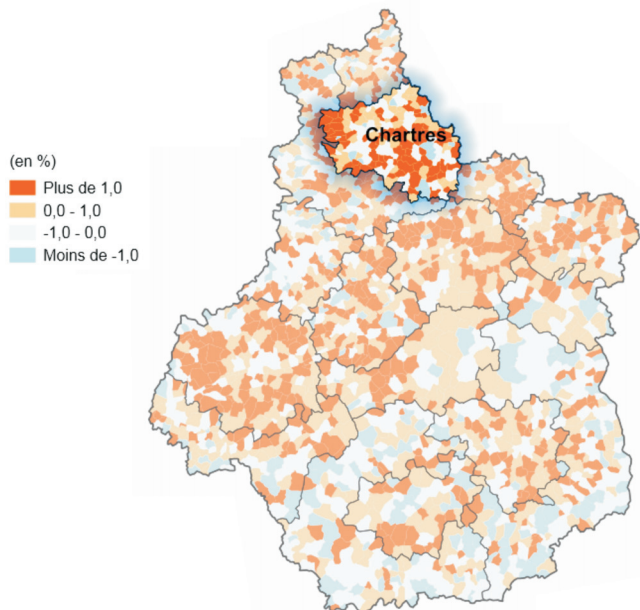 Chartres
(en %)
Plus de 1,0
0,0 - 1,0
-1,0 - 0,0
Moins de -1,0